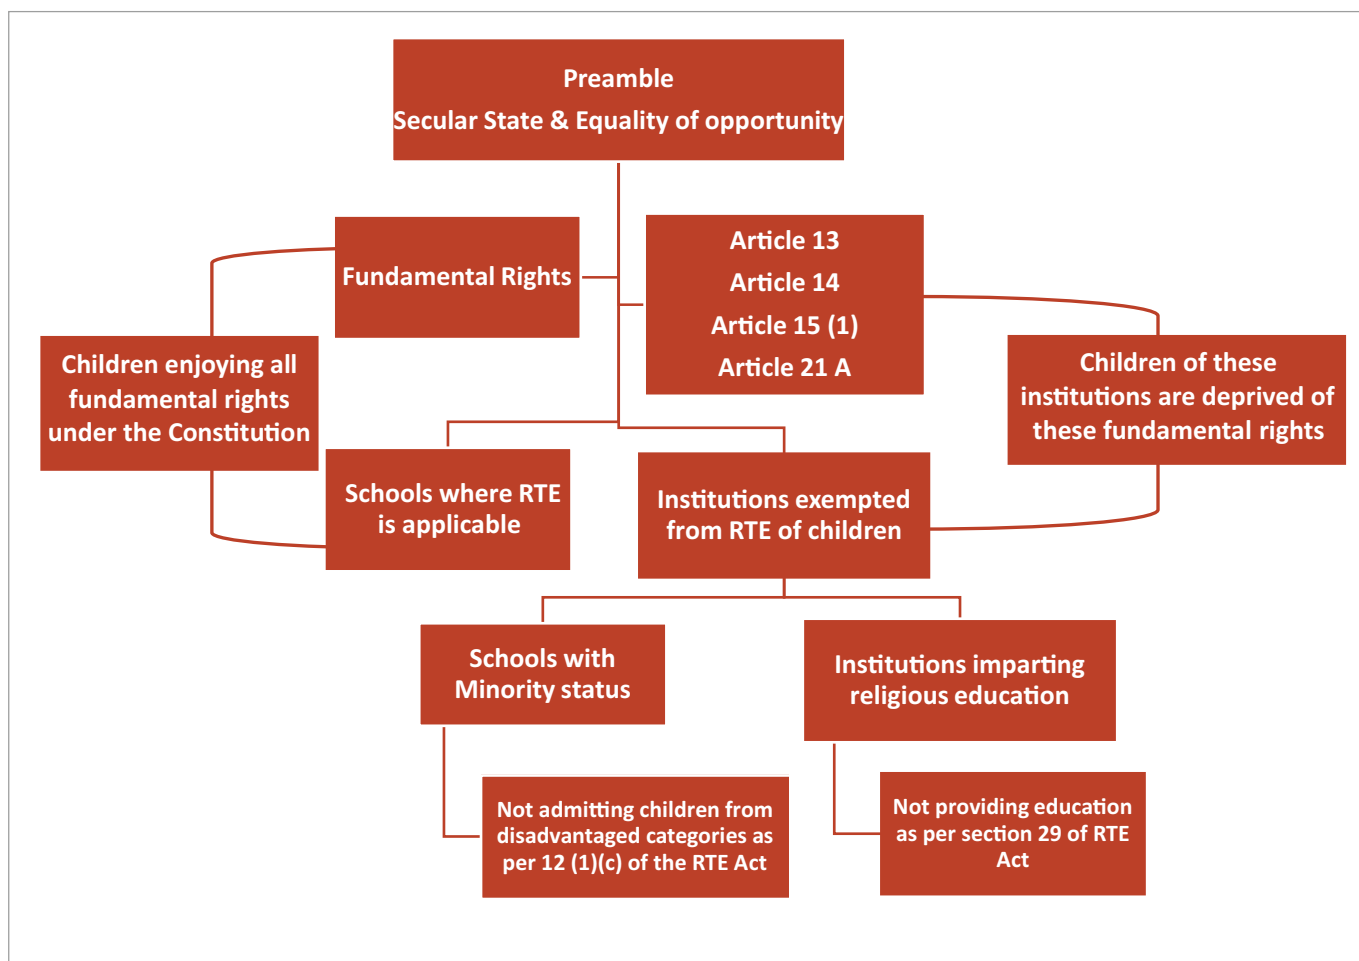 Preamble
Secular State & Equality of opportunity
Fundamental Rights
Article 13
Article 14
Article 15 (1)
Article 21 A
Children enjoying all
fundamental rights
under the Constitution
Children of these
institutions are deprived of
these fundamental rights
Schools where RTE
is applicable
Institutions exempted
from RTE of children
Schools with
Minority status
Institutions imparting
religious education
Not admitting children from
disadvantaged categories as
per 12 (1)(c) of the RTE Act
Not providing education
as per section 29 of RTE
Act